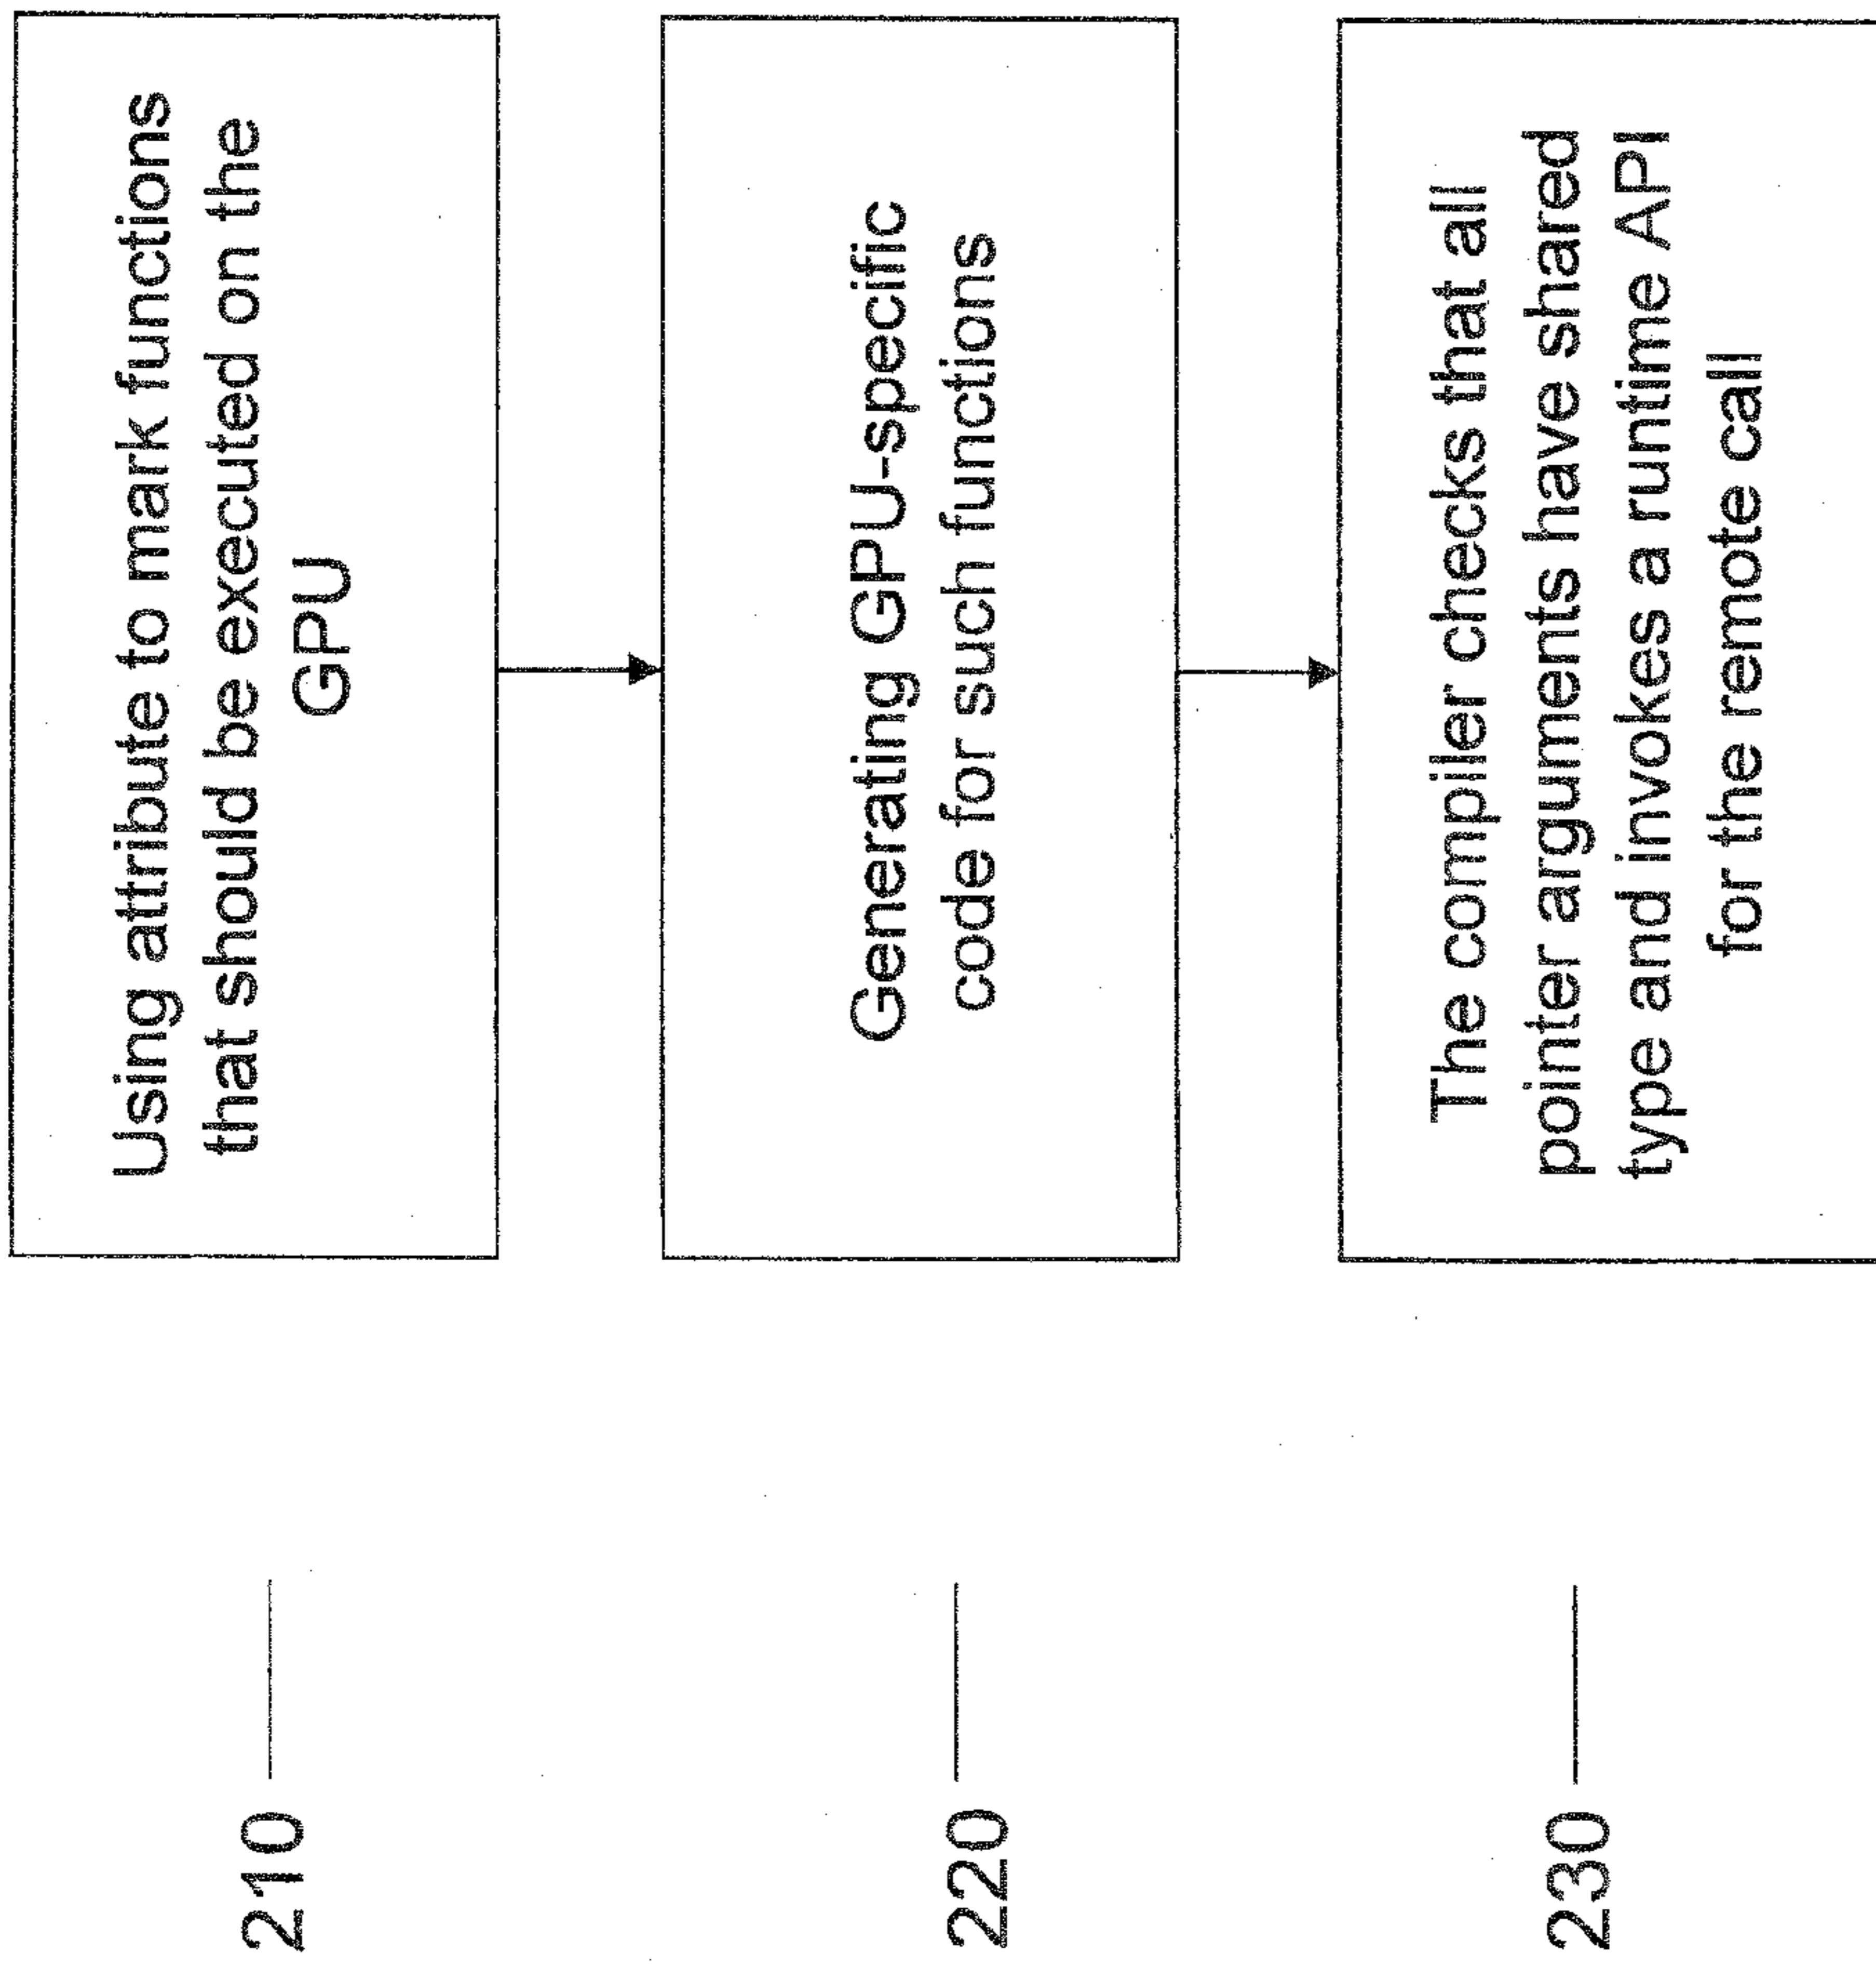 210
Using attribute to mark functions
that should be executed on the
GPU
220
Generating GPU-specific
code for such functions
230
The compiler checks that all
pointer arguments have shared
type and invokes a runtime API
for the remote call